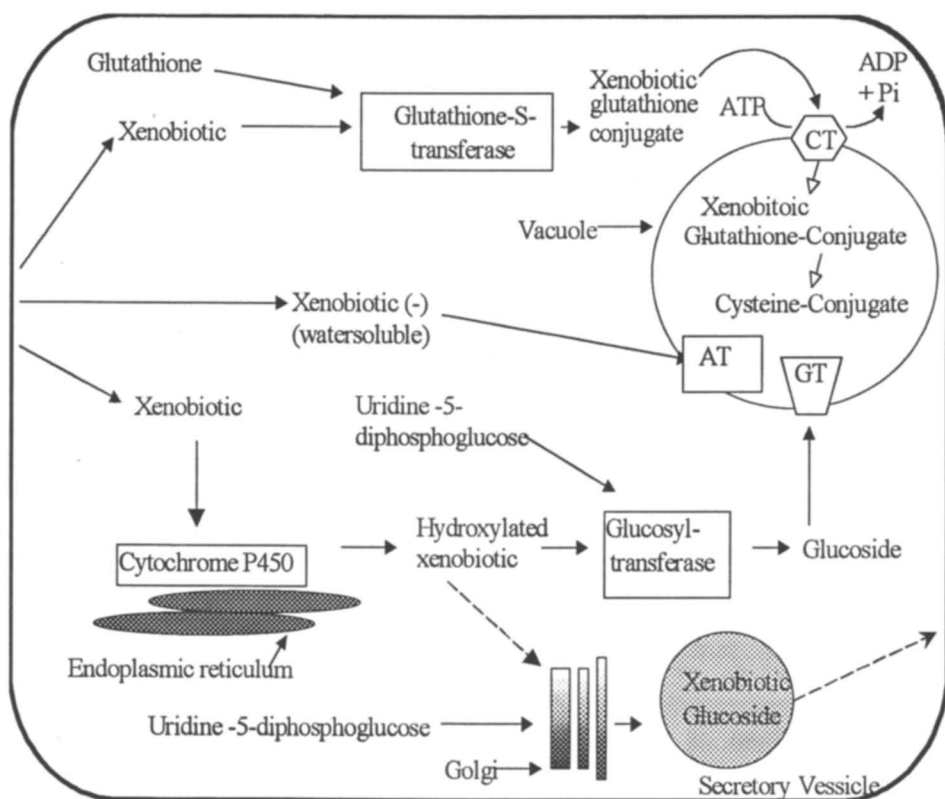 Glutathione
Xenobiotic
Glutathione-S-
transferase
Xenobiotic
glutathione
conjugate
ATP
ADP
+ Pi
CT
Vacuole
Xenobitoic
Glutathione-Conjugate
Cysteine-Conjugate
Xenobiotic (-)
(watersoluble)
AT
GT
Xenobiotic
Uridine -5-
diphosphoglucose
Cytochrome P450
Hydroxylated
xenobiotic
Glucosyl-
transferase
Glucoside
Endoplasmic reticulum
Uridine -5-diphosphoglucose
Golgi
Xenobiotic
Glucoside
Secretory Vessicle